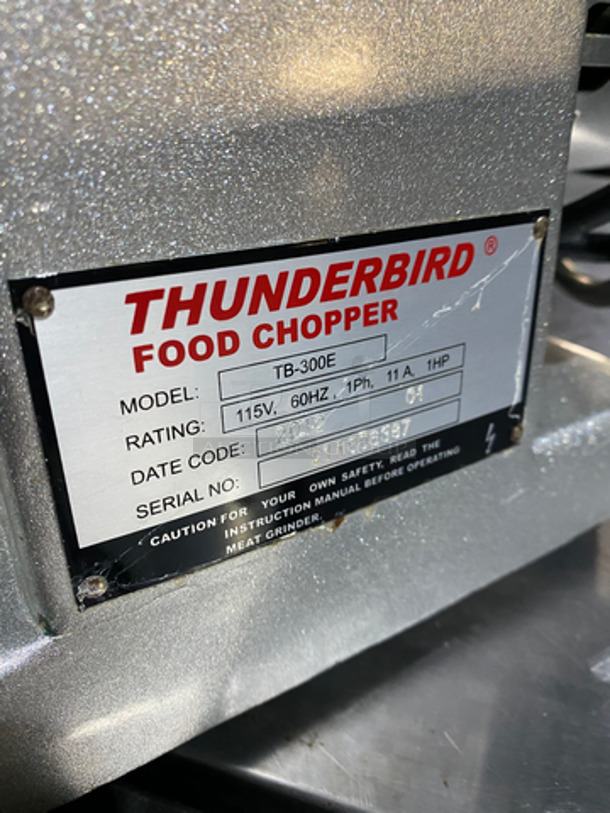 THUNDERBIRD ®
FOOD CHOPPER
MODEL: TB-300E
RATING: 115V, 60HZ, 1Ph, 11 A, 1HP
DATE CODE: 01
SERIAL NO:
CAUTION FOR YOUR OWN SAFETY, READ THE
INSTRUCTION MANUAL BEFORE OPERATING
MEAT GRINDER.